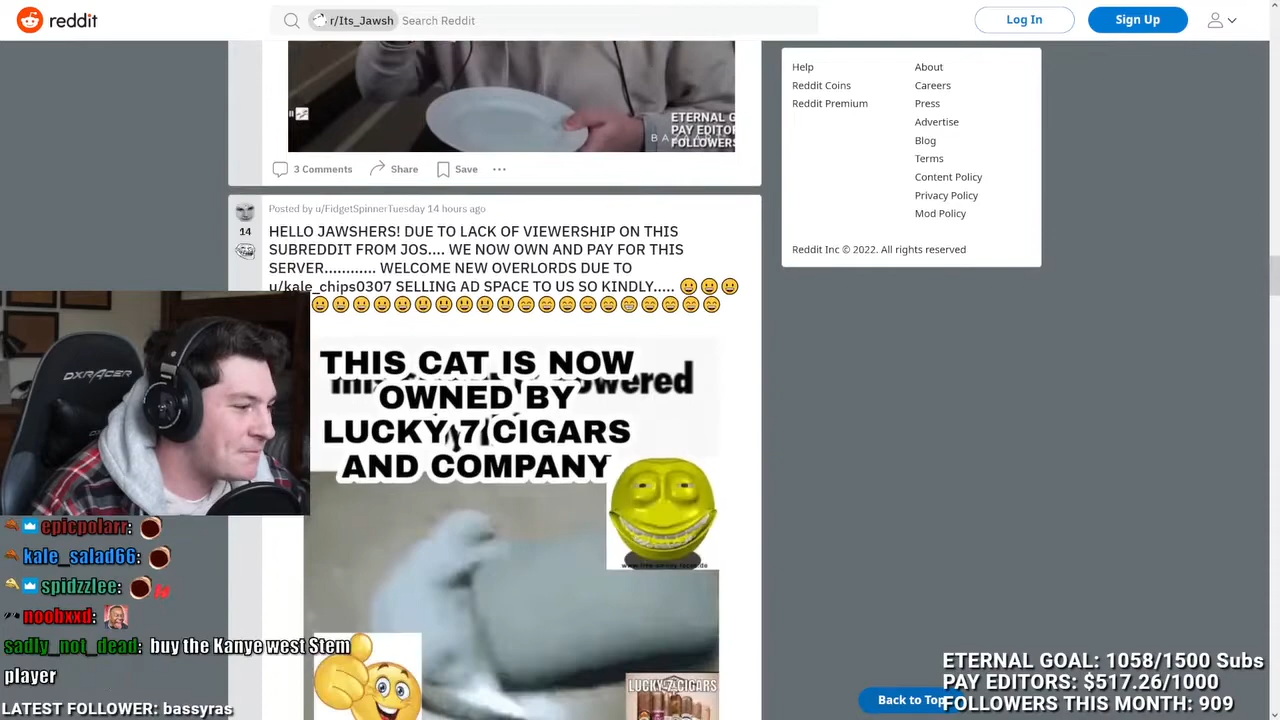 reddit
r/Its_Jawsh Search Reddit
Log In
Sign Up
ETERNAL G
PAY EDITOR
FOLLOWERS
3 Comments Share Save
Help
Reddit Coins
Reddit Premium
About
Careers
Press
Advertise
Blog
Terms
Content Policy
Privacy Policy
Mod Policy
Reddit Inc © 2022. All rights reserved
Posted by u/FidgetSpinnerTuesday 14 hours ago
14
HELLO JAWSHERS! DUE TO LACK OF VIEWERSHIP ON THIS
SUBREDDIT FROM JOS.... WE NOW OWN AND PAY FOR THIS
SERVER............ WELCOME NEW OVERLORDS DUE TO
u/kale_chips0307 SELLING AD SPACE TO US SO KINDLY..... 😀😀😀
😀😀😀😀😀😀😀😀😀😀😄😄😄😄😄😁😄😄😄😄
THIS CAT IS NOW
OWNED BY
LUCKY 7 CIGARS
AND COMPANY
DXRACER
LUCKY 7 CIGARS
epicpolarr:
kale_salad66:
spidzzlee:
noobxxd:
sadly_not_dead: buy the Kanye west Stem
player
LATEST FOLLOWER: bassyras
Back to Top
ETERNAL GOAL: 1058/1500 Subs
PAY EDITORS: $517.26/1000
FOLLOWERS THIS MONTH: 909